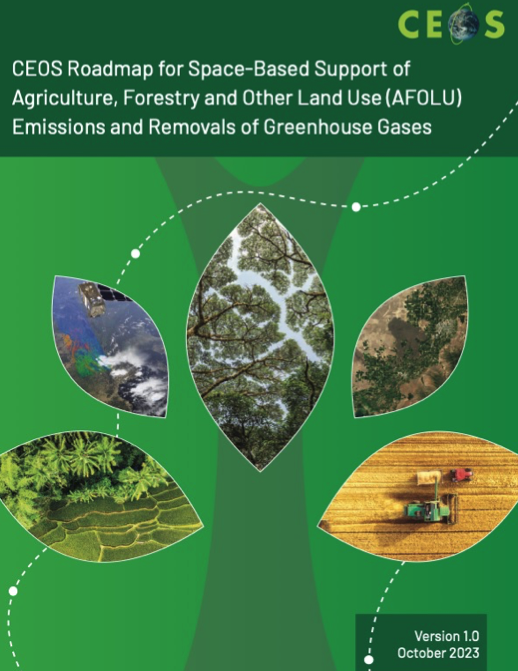 CEOS
CEOS Roadmap for Space-Based Support of
Agriculture, Forestry and Other Land Use (AFOLU)
Emissions and Removals of Greenhouse Gases
Version 1.0
October 2023